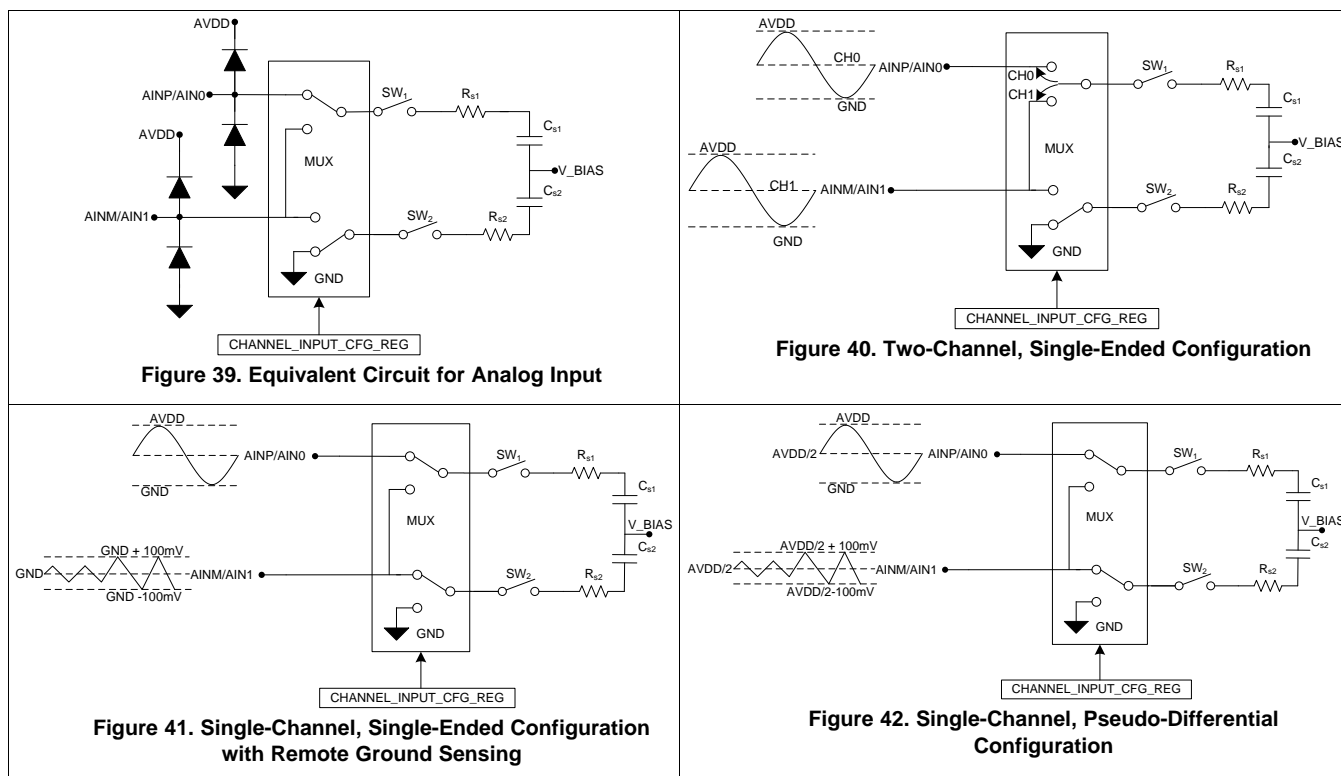 AVDD
AINP/AIN0
AVDD
AINM/AIN1
MUX
SW1
Rs1
Cs1
V_BIAS
Cs2
SW2
Rs2
GND
CHANNEL_INPUT_CFG_REG
Figure 39. Equivalent Circuit for Analog Input
AVDD
CH0
GND
AINP/AIN0
CH0
CH1
AVDD
CH1
GND
AINM/AIN1
MUX
SW1
Rs1
Cs1
V_BIAS
Cs2
SW2
Rs2
GND
CHANNEL_INPUT_CFG_REG
Figure 40. Two-Channel, Single-Ended Configuration
AVDD
GND
AINP/AIN0
GND + 100mV
GND
GND -100mV
AINM/AIN1
MUX
SW1
Rs1
Cs1
V_BIAS
Cs2
SW2
Rs2
GND
CHANNEL_INPUT_CFG_REG
Figure 41. Single-Channel, Single-Ended Configuration
with Remote Ground Sensing
AVDD
AVDD/2
GND
AINP/AIN0
AVDD/2 + 100mV
AVDD/2
AVDD/2-100mV
AINM/AIN1
MUX
SW1
Rs1
Cs1
V_BIAS
Cs2
SW2
Rs2
GND
CHANNEL_INPUT_CFG_REG
Figure 42. Single-Channel, Pseudo-Differential
Configuration